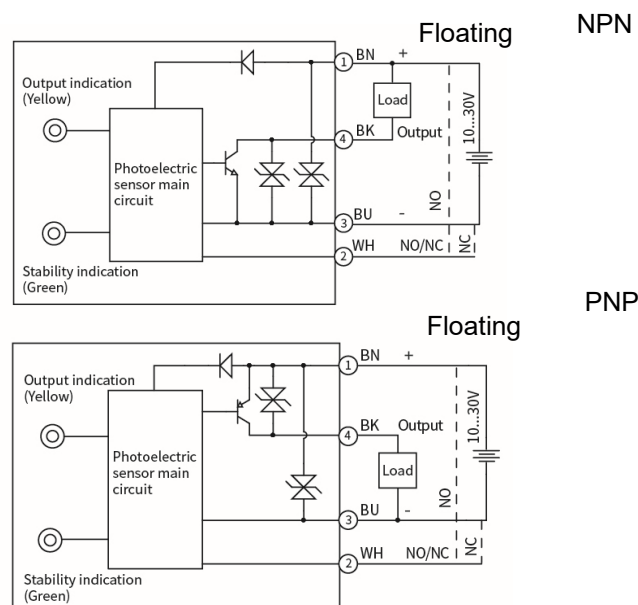 Floating
NPN
Output indication
(Yellow)
Photoelectric
sensor main
circuit
Stability indication
(Green)
1 BN +
Load
4 BK Output
10...30V
NO
3 BU -
NC
2 WH NO/NC
PNP
Floating
Output indication
(Yellow)
Photoelectric
sensor main
circuit
Stability indication
(Green)
1 BN +
4 BK Output
10...30V
Load
NO
3 BU -
NC
2 WH NO/NC